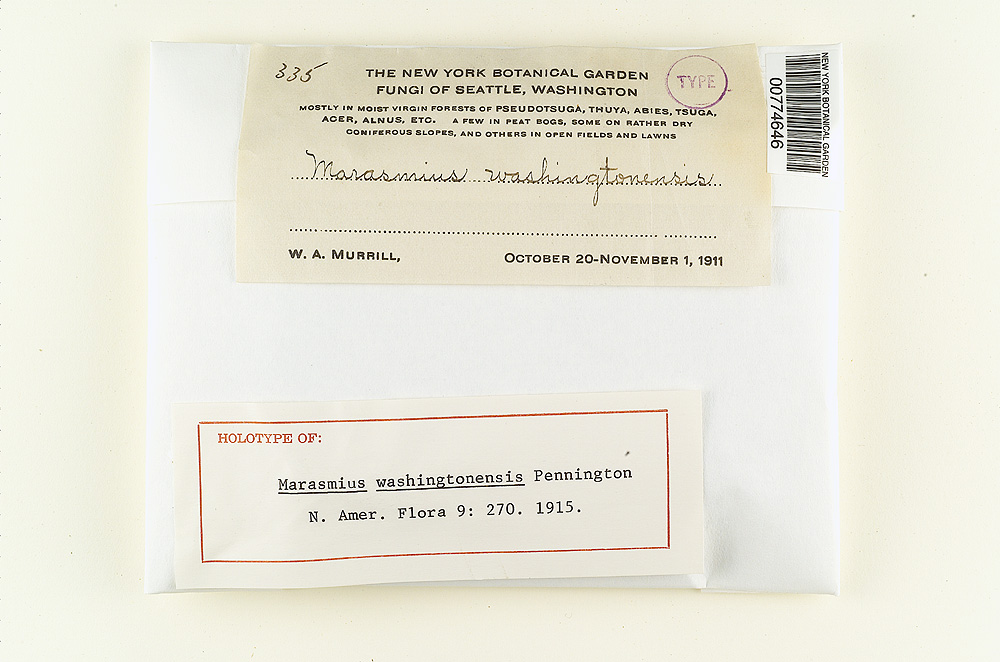 335
THE NEW YORK BOTANICAL GARDEN
FUNGI OF SEATTLE, WASHINGTON
TYPE
MOSTLY IN MOIST VIRGIN FORESTS OF PSEUDOTSUGA, THUYA, ABIES, TSUGA,
ACER, ALNUS, ETC. A FEW IN PEAT BOGS, SOME ON RATHER DRY
CONIFEROUS SLOPES, AND OTHERS IN OPEN FIELDS AND LAWNS
Marasmius washingtonensis
W. A. MURRILL, OCTOBER 20-NOVEMBER 1, 1911
NEW YORK BOTANICAL GARDEN
00774646
HOLOTYPE OF:
Marasmius washingtonensis Pennington
N. Amer. Flora 9: 270. 1915.